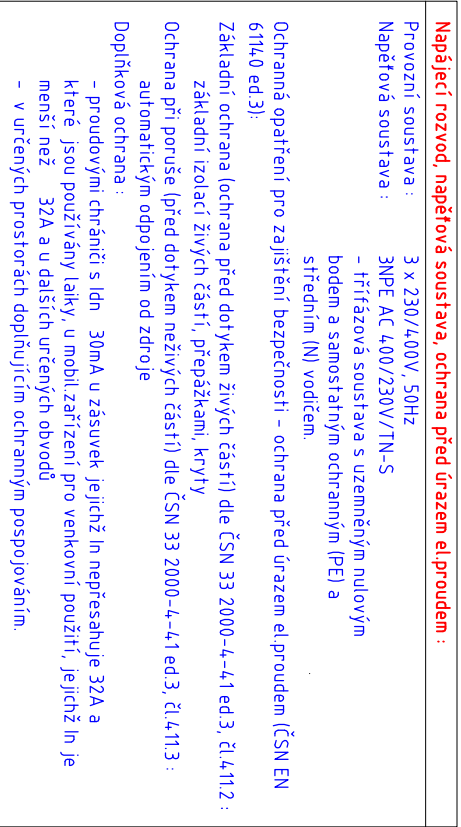 Napájecí rozvod, napěťová soustava, ochrana před úrazem el.proudem :
Provozní soustava : 3 x 230/400V, 50Hz
Napěťová soustava : 3NPE AC 400/230V/TN-S
- třífázová soustava s uzemněným nulovým
bodem a samostatným ochranným (PE) a
středním (N) vodičem.
Ochranná opatření pro zajištění bezpečnosti - ochrana před úrazem el.proudem (ČSN EN
61140 ed.3):
Základní ochrana (ochrana před dotykem živých částí) dle ČSN 33 2000-4-41 ed.3, čl.411.2 :
základní izolací živých částí, přepážkami, kryty
Ochrana při poruše (před dotykem neživých částí) dle ČSN 33 2000-4-41 ed.3, čl.411.3 :
automatickým odpojením od zdroje
Doplňková ochrana :
- proudovými chrániči s Idn 30mA u zásuvek jejichž In nepřesahuje 32A a
které jsou používány laiky, u mobil.zařízení pro venkovní použití, jejichž In je
menší než 32A a u dalších určených obvodů
- v určených prostorách doplňujícím ochranným pospojováním.